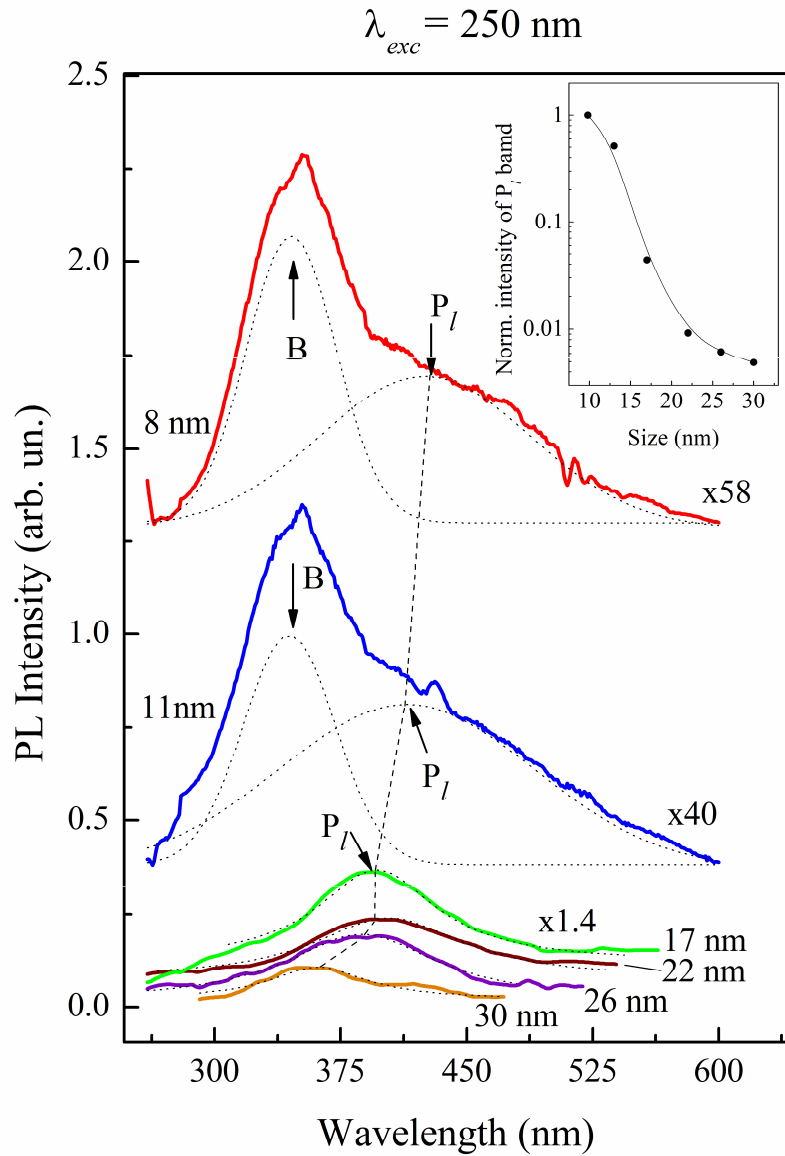 λexc = 250 nm
2.5
2.0
1.5
1.0
0.5
0.0
PL Intensity (arb. un.)
300
375
450
525
600
Wavelength (nm)
8 nm
B
Pl
x58
11nm
B
Pl
x40
Pl
x1.4
17 nm
22 nm
26 nm
30 nm
Norm. intensity of Pl bamd
1
0.1
0.01
10
15
20
25
30
Size (nm)